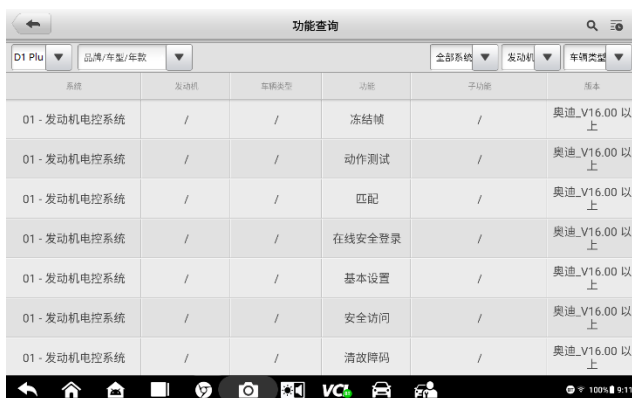 功能查询
D1 Plu
品牌/车型/年款
全部系统
发动机
车辆类型
系统 发动机 车辆类型 功能 子功能 版本
01 - 发动机电控系统 / / 冻结帧 / 奥迪_V16.00 以
上
01 - 发动机电控系统 / / 动作测试 / 奥迪_V16.00 以
上
01 - 发动机电控系统 / / 匹配 / 奥迪_V16.00 以
上
01 - 发动机电控系统 / / 在线安全登录 / 奥迪_V16.00 以
上
01 - 发动机电控系统 / / 基本设置 / 奥迪_V16.00 以
上
01 - 发动机电控系统 / / 安全访问 / 奥迪_V16.00 以
上
01 - 发动机电控系统 / / 清故障码 / 奥迪_V16.00 以
上
VCI
100% 9:11